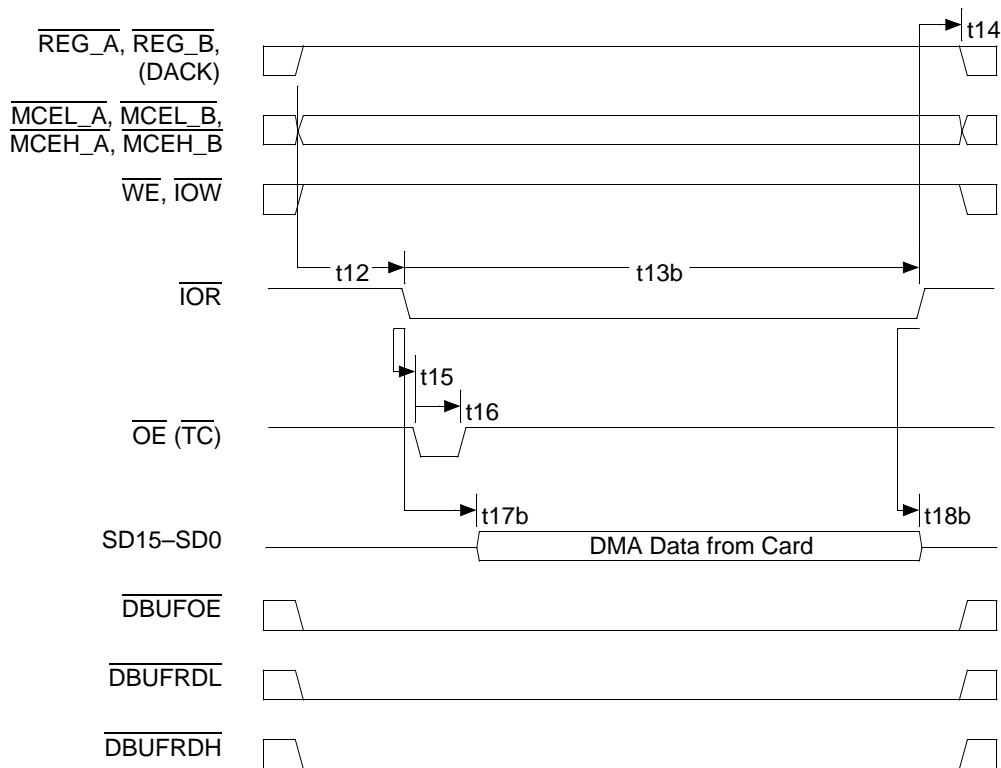 REG_A, REG_B,
(DACK)
t14
MCEL_A, MCEL_B,
MCEH_A, MCEH_B
WE, IOW
t12
t13b
IOR
t15
t16
OE (TC)
t17b
t18b
SD15–SD0
DMA Data from Card
DBUFOE
DBUFRDL
DBUFRDH